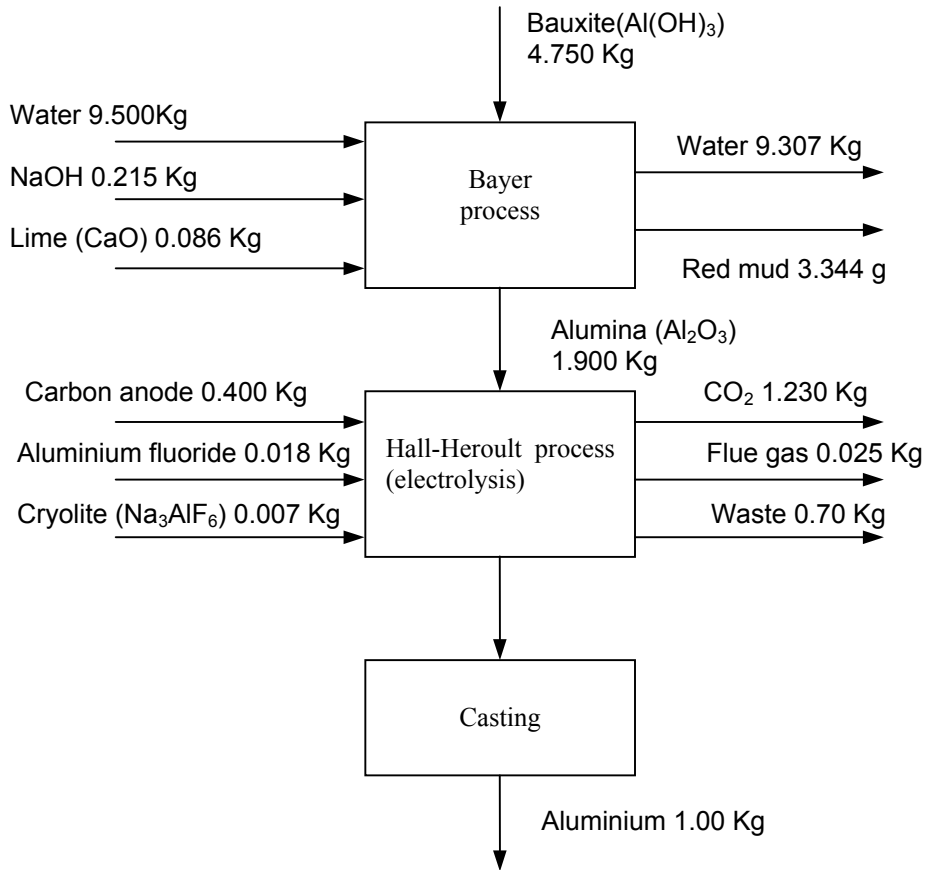 Bauxite(Al(OH)₃)
4.750 Kg
Water 9.500Kg
NaOH 0.215 Kg
Lime (CaO) 0.086 Kg
Bayer
process
Water 9.307 Kg
Red mud 3.344 g
Alumina (Al₂O₃)
1.900 Kg
Carbon anode 0.400 Kg
Aluminium fluoride 0.018 Kg
Cryolite (Na₃AlF₆) 0.007 Kg
Hall-Heroult process
(electrolysis)
CO₂ 1.230 Kg
Flue gas 0.025 Kg
Waste 0.70 Kg
Casting
Aluminium 1.00 Kg